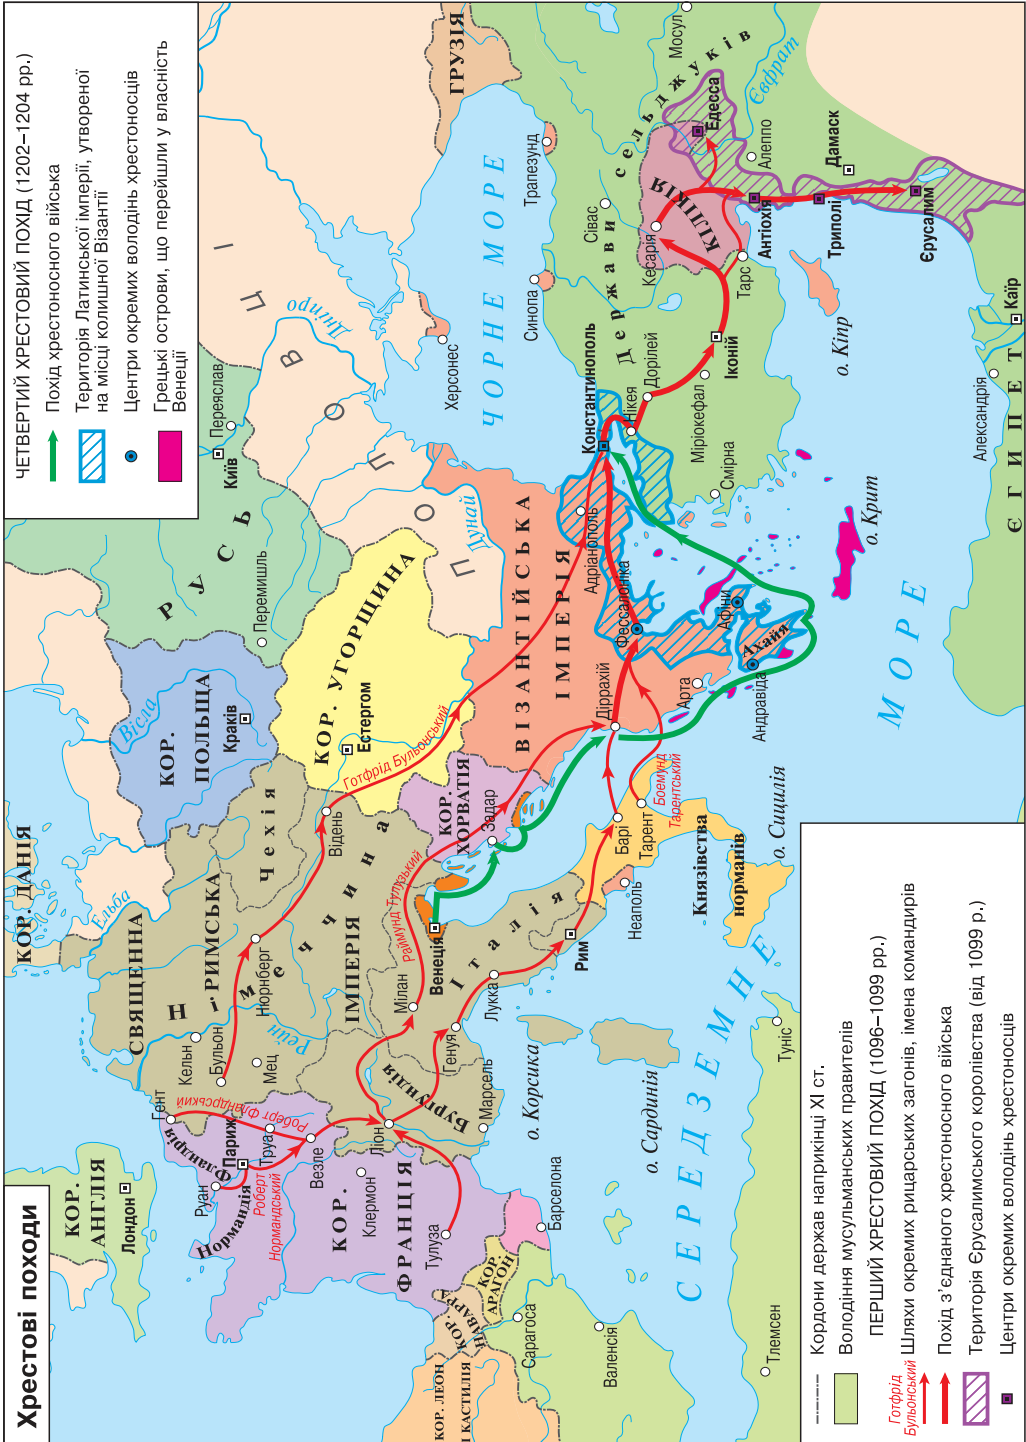 Хрестові походи
ЧЕТВЕРТИЙ ХРЕСТОВИЙ ПОХІД (1202–1204 рр.)
Похід хрестоносного війська
Територія Латинської імперії, утвореної
на місці колишньої Візантії
Центри окремих володінь хрестоносців
Грецькі острови, що перейшли у власність
Венеції
Кордони держав наприкінці XI ст.
Володіння мусульманських правителів
ПЕРШИЙ ХРЕСТОВИЙ ПОХІД (1096–1099 рр.)
Готфрід
Бульонський
Шляхи окремих рицарських загонів, імена командирів
Похід з’єднаного хрестоносного війська
Територія Єрусалимського королівства (від 1099 р.)
Центри окремих володінь хрестоносців
КОР.
АНГЛІЯ
Лондон
КОР. ДАНІЯ
Ельба
СВЯЩЕННА
РИМСЬКА
ІМПЕРІЯ
Німеччина
Чехія
Рейн
Кельн
Бульон
Мец
Нюрнберг
Відень
Гент
Фландрія
Роберт Фландрський
Париж
Труа
Руан
Нормандія
Роберт
Нормандський
Везле
КОР.
ФРАНЦІЯ
Клермон
Ліон
Тулуза
Бургундія
Марсель
КОР. ЛЕОН
І КАСТИЛІЯ
КОР.
НАВАРРА
КОР.
АРАГОН
Барселона
Сарагоса
Валенсія
Тлемсен
Туніс
КОР.
ПОЛЬЩА
Вісла
Краків
РУСЬ
Перемишль
Київ
Переяслав
Дніпро
ПОЛОВЦІ
КОР. УГОРЩИНА
Естергом
Готфрід Бульонський
Дунай
КОР.
ХОРВАТІЯ
Задар
Раймунд Тулузький
Мілан
Венеція
Генуя
Лукка
Італія
Рим
Неаполь
Барі
Тарент
Боемунд
Тарентський
Князівства
норманів
о. Корсика
о. Сардинія
о. Сицилія
СЕРЕДЗЕМНЕ
МОРЕ
ВІЗАНТІЙСЬКА
ІМПЕРІЯ
Діррахій
Арта
Адріанополь
Фессалоніка
Афіни
Ахайя
Андравіда
Константинополь
Нікея
Дорілей
Міріокефал
Смірна
Іконій
о. Крит
о. Кіпр
ЧОРНЕ МОРЕ
Херсонес
Синопа
Трапезунд
ГРУЗІЯ
Держави сельджуків
Сівас
Кесарія
КІЛІКІЯ
Тарс
Мосул
Євфрат
Едесса
Алеппо
Антіохія
Триполі
Дамаск
Єрусалим
Каїр
Александрія
ЄГИПЕТ